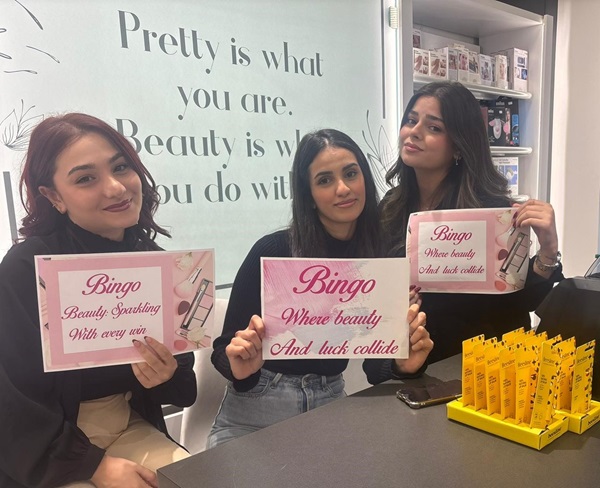 Pretty is what
you are.
Beauty is wh
you do with
Bingo
Beauty: Sparkling
With every win
Bingo
Where beauty
And luck collide
Bingo
Where beauty
And luck collide